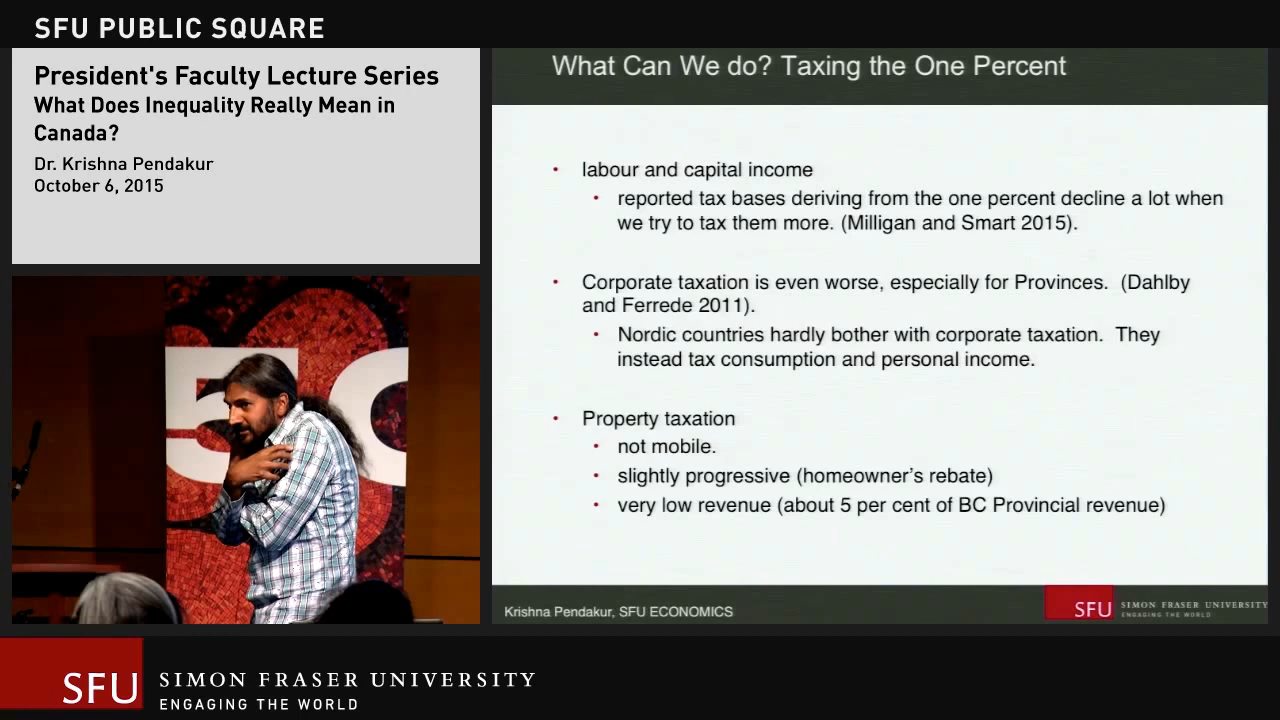 SFU PUBLIC SQUARE
President's Faculty Lecture Series
What Does Inequality Really Mean in
Canada?
Dr. Krishna Pendakur
October 6, 2015
What Can We do? Taxing the One Percent
• labour and capital income
• reported tax bases deriving from the one percent decline a lot when
we try to tax them more. (Milligan and Smart 2015).
• Corporate taxation is even worse, especially for Provinces. (Dahlby
and Ferrede 2011).
• Nordic countries hardly bother with corporate taxation. They
instead tax consumption and personal income.
• Property taxation
• not mobile.
• slightly progressive (homeowner's rebate)
• very low revenue (about 5 per cent of BC Provincial revenue)
Krishna Pendakur, SFU ECONOMICS
SFU SIMON FRASER UNIVERSITY
ENGAGING THE WORLD
5
SFU SIMON FRASER UNIVERSITY
ENGAGING THE WORLD